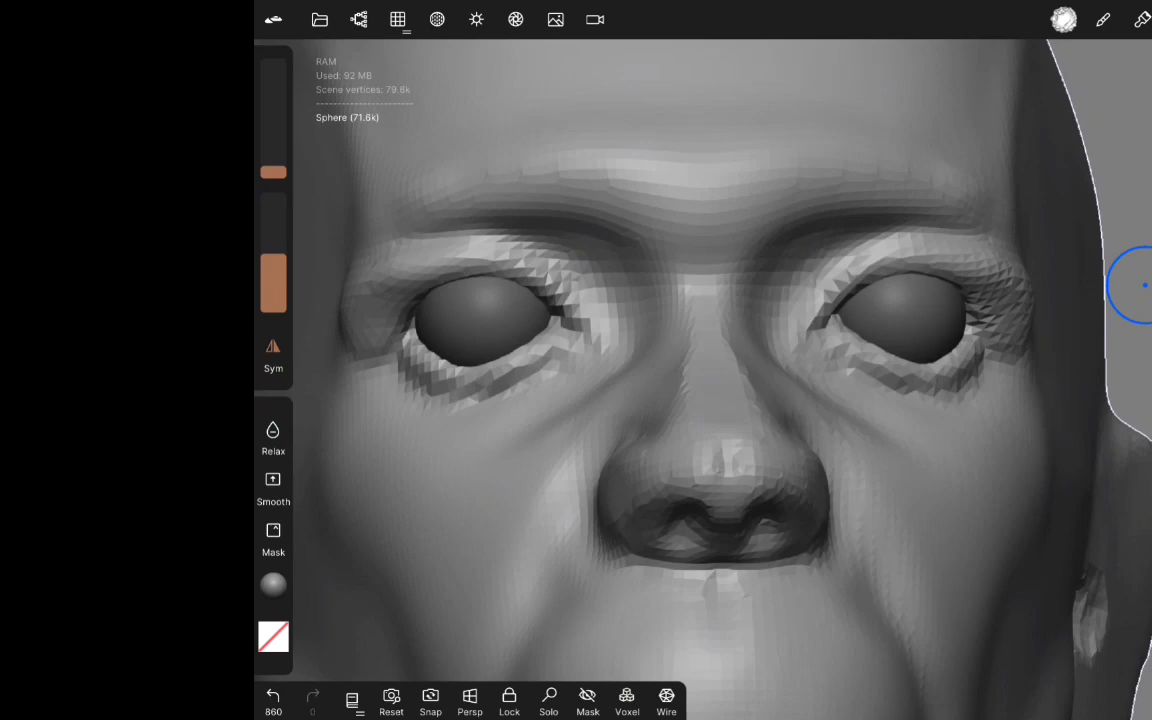 RAM
Used: 92 MB
Scene vertices: 79.6k
Sphere (71.6k)
Sym
Relax
Smooth
Mask
860 0 Reset Snap Persp Lock Solo Mask Voxel Wire